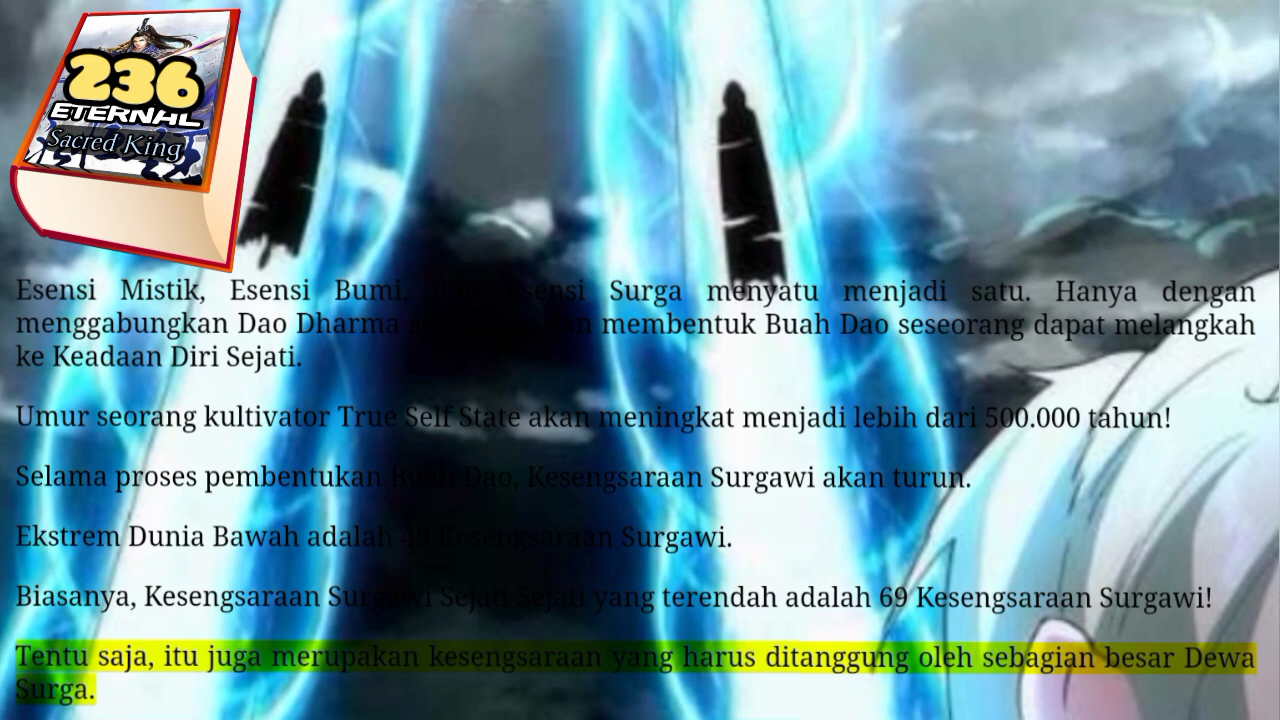 236
ETERNAL
Sacred King
Esensi Mistik, Esensi Bumi, dan Esensi Surga menyatu menjadi satu. Hanya dengan
menggabungkan Dao Dharma dan membentuk Buah Dao seseorang dapat melangkah
ke Keadaan Diri Sejati.
Umur seorang kultivator True Self State akan meningkat menjadi lebih dari 500.000 tahun!
Selama proses pembentukan Buah Dao, Kesengsaraan Surgawi akan turun.
Ekstrem Dunia Bawah adalah 49 Kesengsaraan Surgawi.
Biasanya, Kesengsaraan Surgawi Sejati Sejati yang terendah adalah 69 Kesengsaraan Surgawi!
Tentu saja, itu juga merupakan kesengsaraan yang harus ditanggung oleh sebagian besar Dewa
Surga.